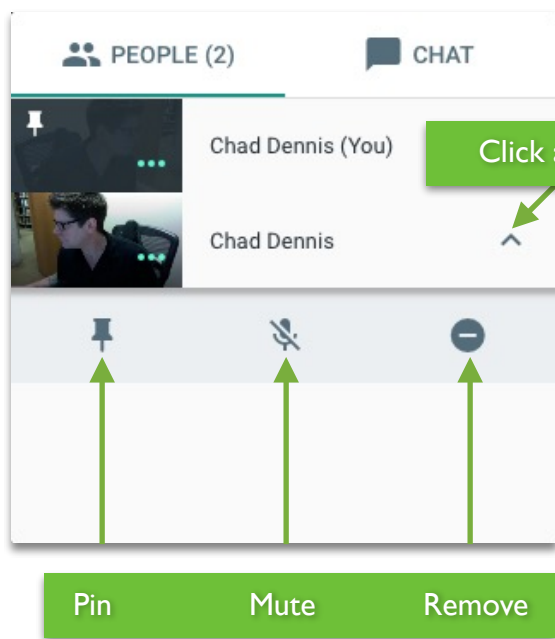 PEOPLE (2) CHAT
Chad Dennis (You)
Click
Chad Dennis
Pin Mute Remove